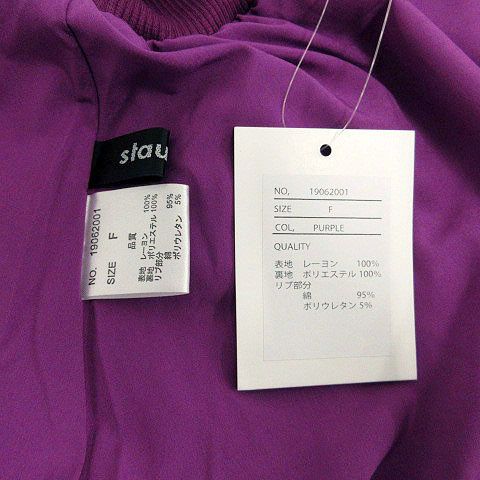 stau
NO. 19062001
SIZE F
品質
表地 レーヨン 100%
裏地 ポリエステル 100%
リブ部分
綿 95%
ポリウレタン 5%
NO, 19062001
SIZE F
COL, PURPLE
QUALITY
表地 レーヨン 100%
裏地 ポリエステル 100%
リブ部分
綿 95%
ポリウレタン 5%